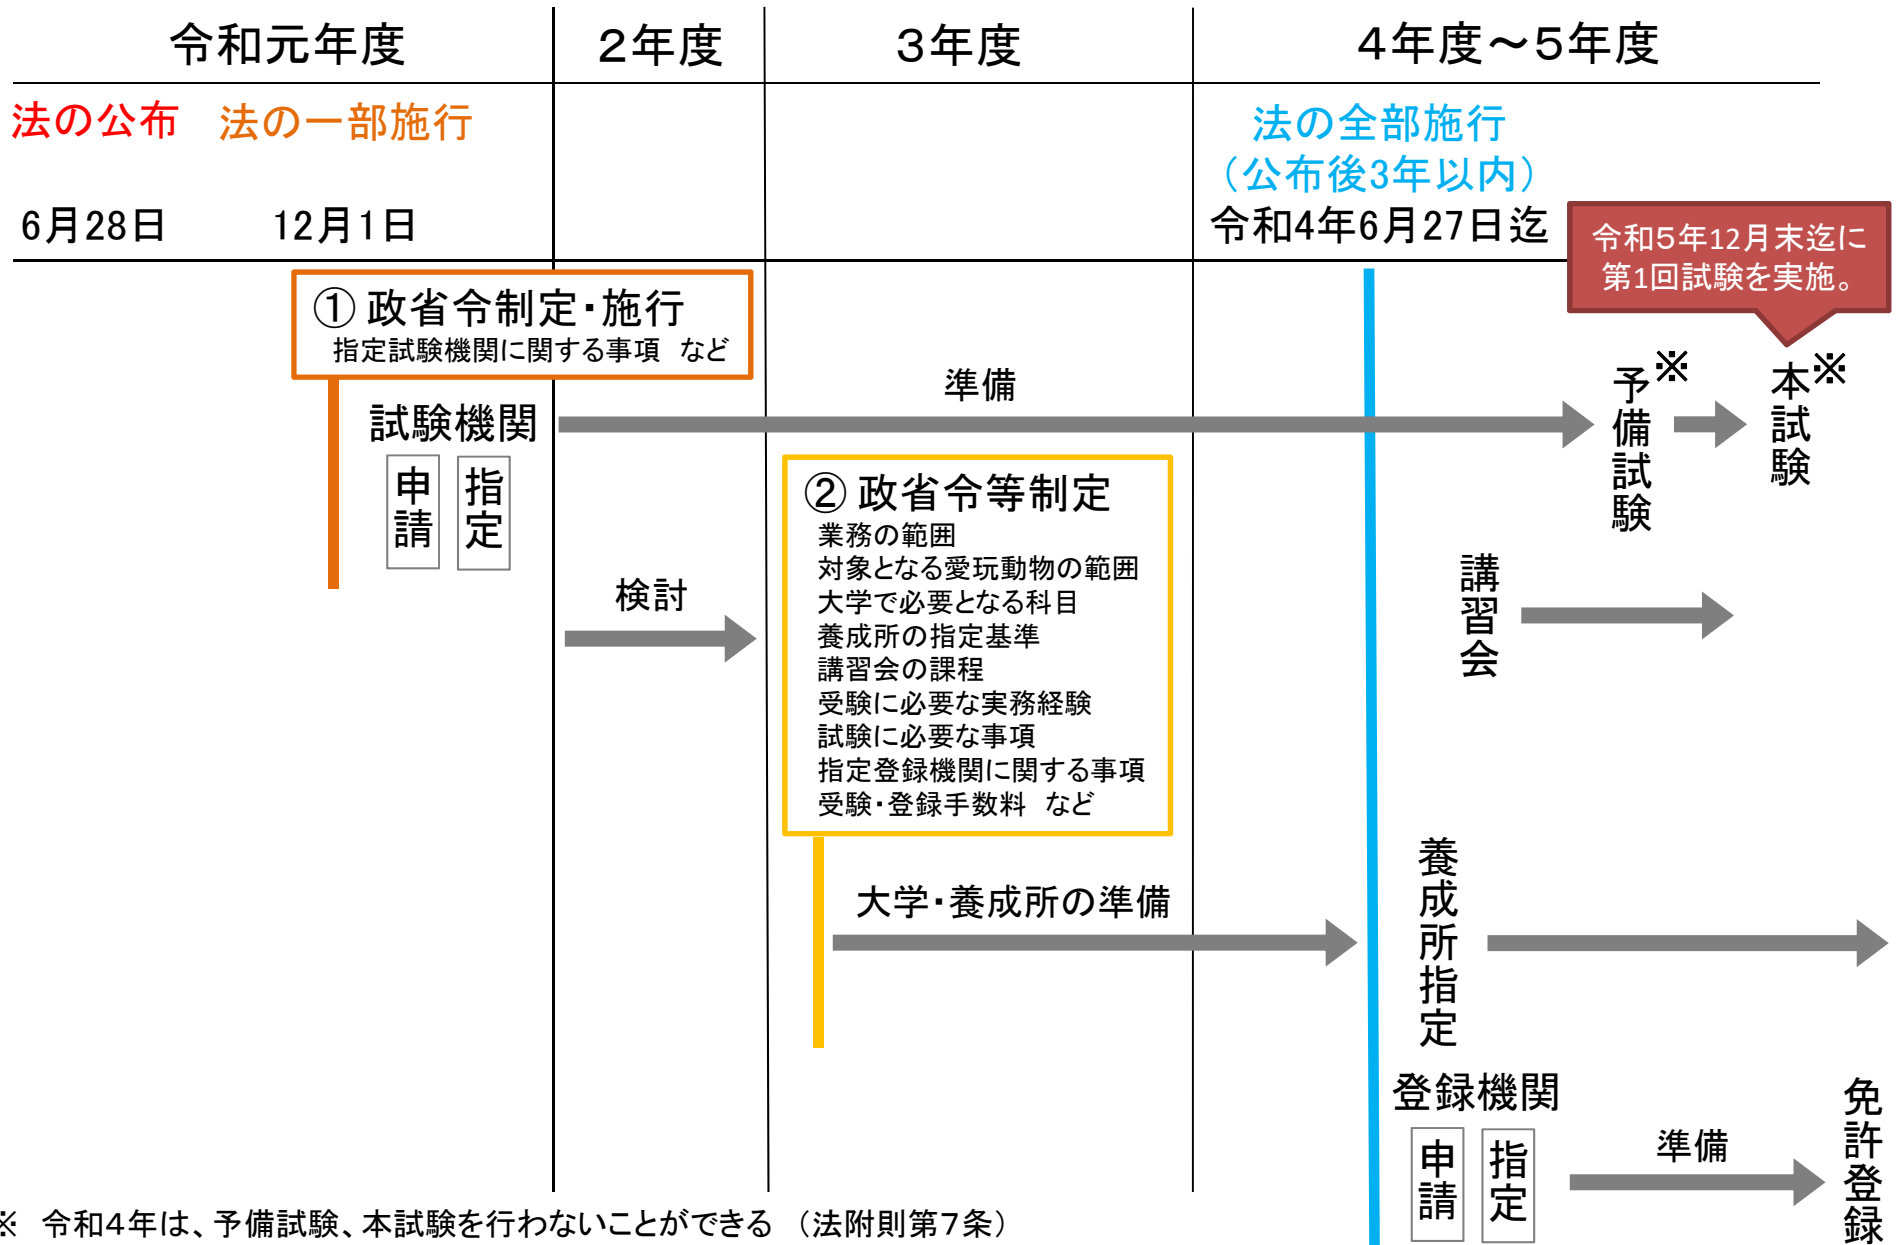 令和元年度
２年度
３年度
４年度～５年度
法の公布
法の一部施行
法の全部施行
（公布後3年以内）
6月28日
12月1日
令和4年6月27日迄
令和５年12月末迄に
第1回試験を実施。
① 政省令制定・施行
指定試験機関に関する事項　など
試験機関
申請
指定
準備
予備試験※
本試験※
検討
② 政省令等制定
業務の範囲
対象となる愛玩動物の範囲
大学で必要となる科目
養成所の指定基準
講習会の課程
受験に必要な実務経験
試験に必要な事項
指定登録機関に関する事項
受験・登録手数料　など
講習会
大学・養成所の準備
養成所指定
登録機関
申請
指定
準備
免許登録
※　令和４年は、予備試験、本試験を行わないことができる　（法附則第７条）